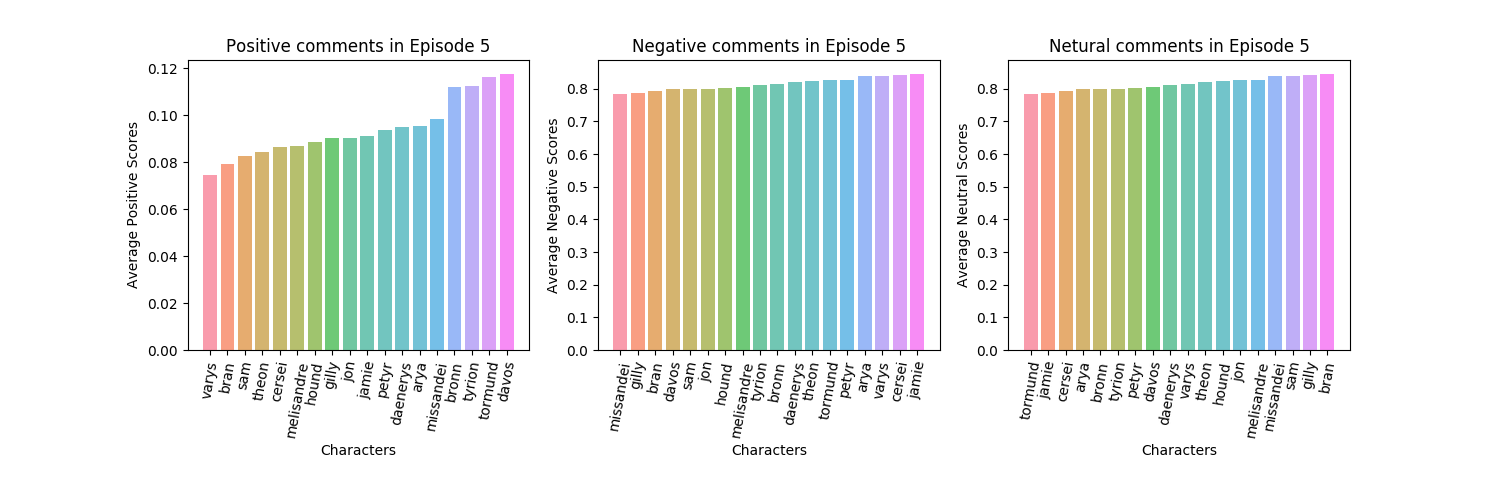 Positive comments in Episode 5
Average Positive Scores
0.12
0.10
0.08
0.06
0.04
0.02
0.00
varys
bran
sam
theon
cersei
melisandre
hound
gilly
jon
jamie
petyr
daenerys
arya
missandei
bronn
tyrion
tormund
davos
Characters
Negative comments in Episode 5
Average Negative Scores
0.8
0.7
0.6
0.5
0.4
0.3
0.2
0.1
0.0
missandei
gilly
bran
davos
sam
jon
hound
melisandre
tyrion
bronn
daenerys
theon
tormund
petyr
arya
varys
cersei
jamie
Characters
Netural comments in Episode 5
Average Neutral Scores
0.8
0.7
0.6
0.5
0.4
0.3
0.2
0.1
0.0
tormund
jamie
cersei
arya
bronn
tyrion
petyr
davos
daenerys
varys
theon
hound
jon
melisandre
missandei
sam
gilly
bran
Characters